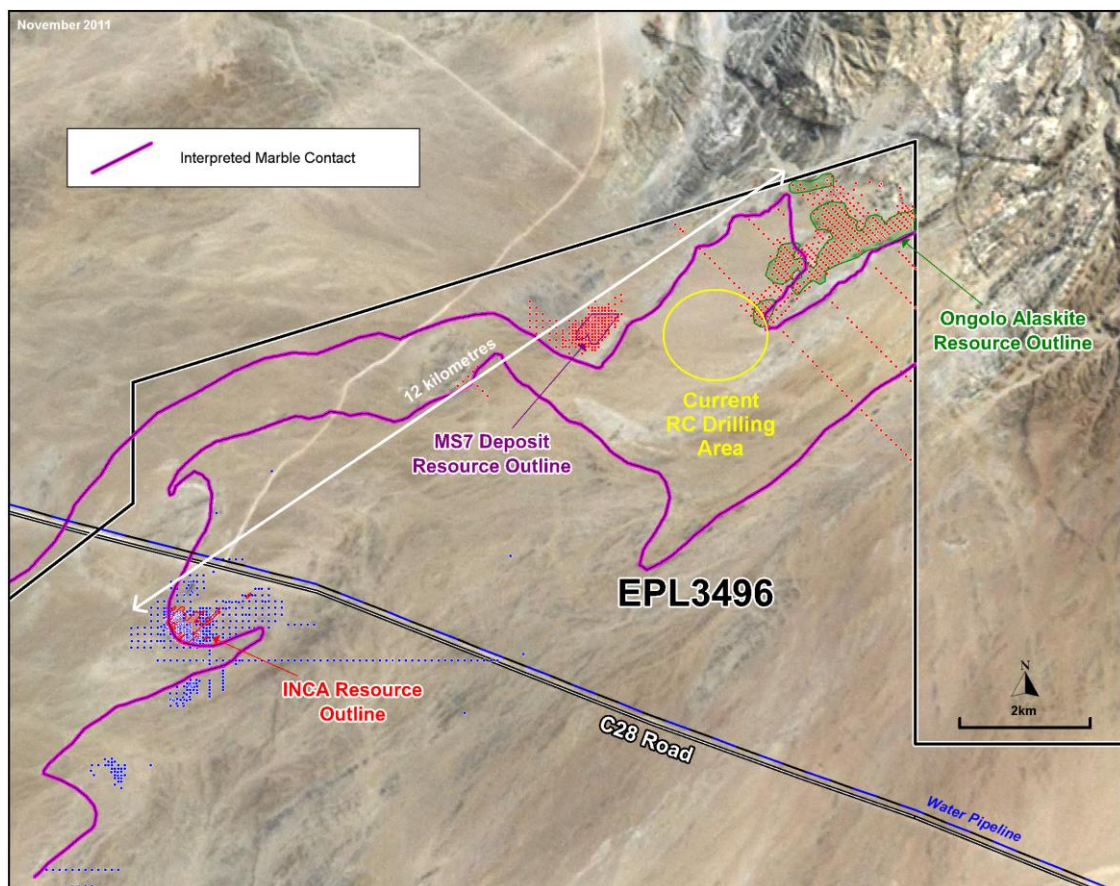 November 2011
Interpreted Marble Contact
12 kilometres
Ongolo Alaskite
Resource Outline
Current
RC Drilling
Area
MS7 Deposit
Resource Outline
EPL3496
INCA Resource
Outline
N
2km
C28 Road
Water Pipeline